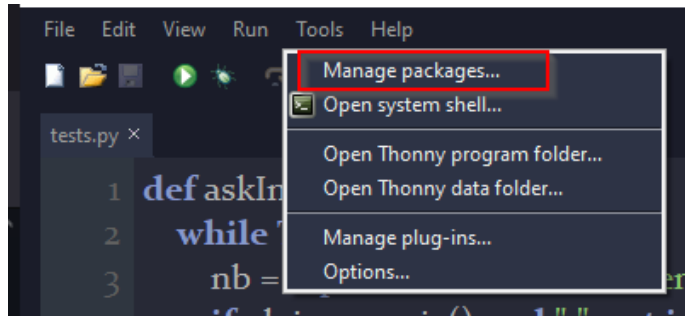 File Edit View Run Tools Help
Manage packages...
Open system shell...
tests.py ×
Open Thonny program folder...
Open Thonny data folder...
1 def askIn
2 while
Manage plug-ins...
3 nb =
Options...